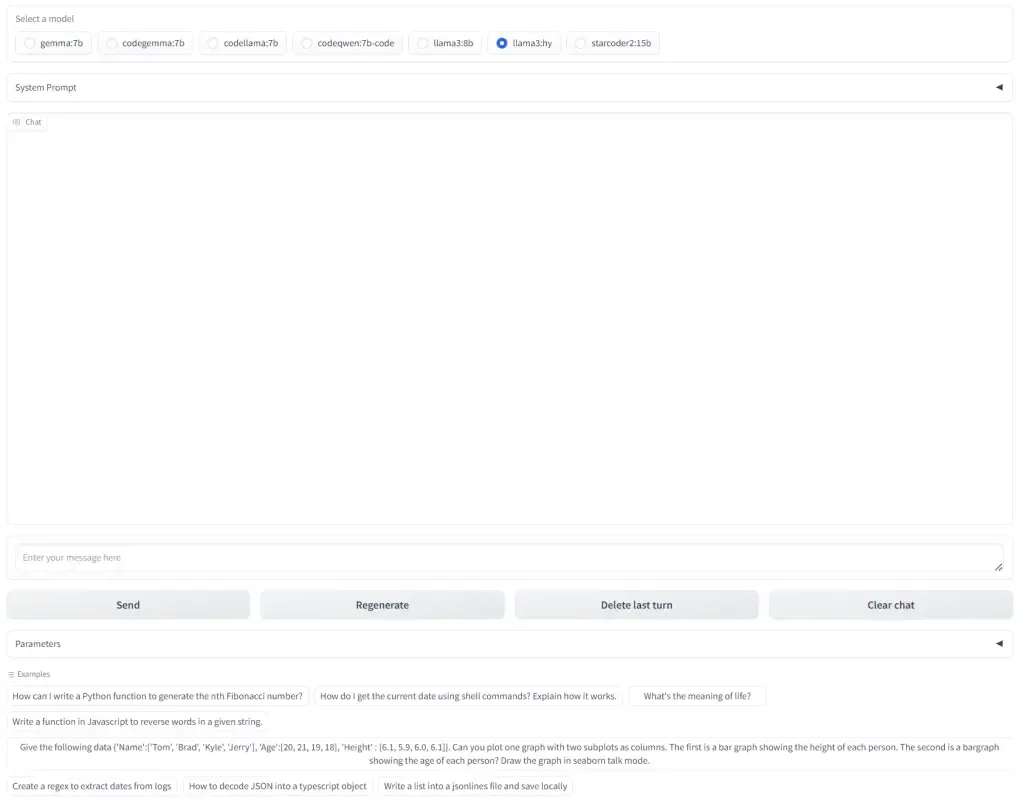 Select a model
gemma:7b codegemma:7b codellama:7b codeqwen:7b-code llama3:8b llama3:hy starcoder2:15b
System Prompt
Chat
Enter your message here
Send Regenerate Delete last turn Clear chat
Parameters
Examples
How can I write a Python function to generate the nth Fibonacci number? How do I get the current date using shell commands? Explain how it works. What's the meaning of life?
Write a function in Javascript to reverse words in a given string.
Give the following data {'Name':['Tom', 'Brad', 'Kyle', 'Jerry'], 'Age':[20, 21, 19, 18], 'Height' : [6.1, 5.9, 6.0, 6.1]}. Can you plot one graph with two subplots as columns. The first is a bar graph showing the height of each person. The second is a bargraph
showing the age of each person? Draw the graph in seaborn talk mode.
Create a regex to extract dates from logs How to decode JSON into a typescript object Write a list into a jsonlines file and save locally